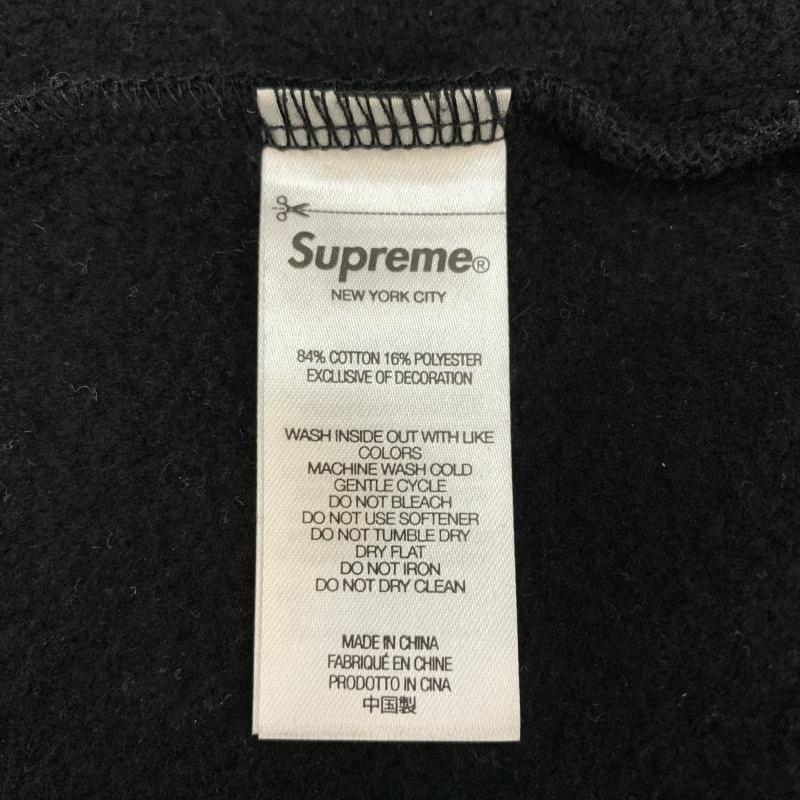 Supreme®
NEW YORK CITY
84% COTTON 16% POLYESTER
EXCLUSIVE OF DECORATION
WASH INSIDE OUT WITH LIKE
COLORS
MACHINE WASH COLD
GENTLE CYCLE
DO NOT BLEACH
DO NOT USE SOFTENER
DO NOT TUMBLE DRY
DRY FLAT
DO NOT IRON
DO NOT DRY CLEAN
MADE IN CHINA
FABRIQUÉ EN CHINE
PRODOTTO IN CINA
中国製